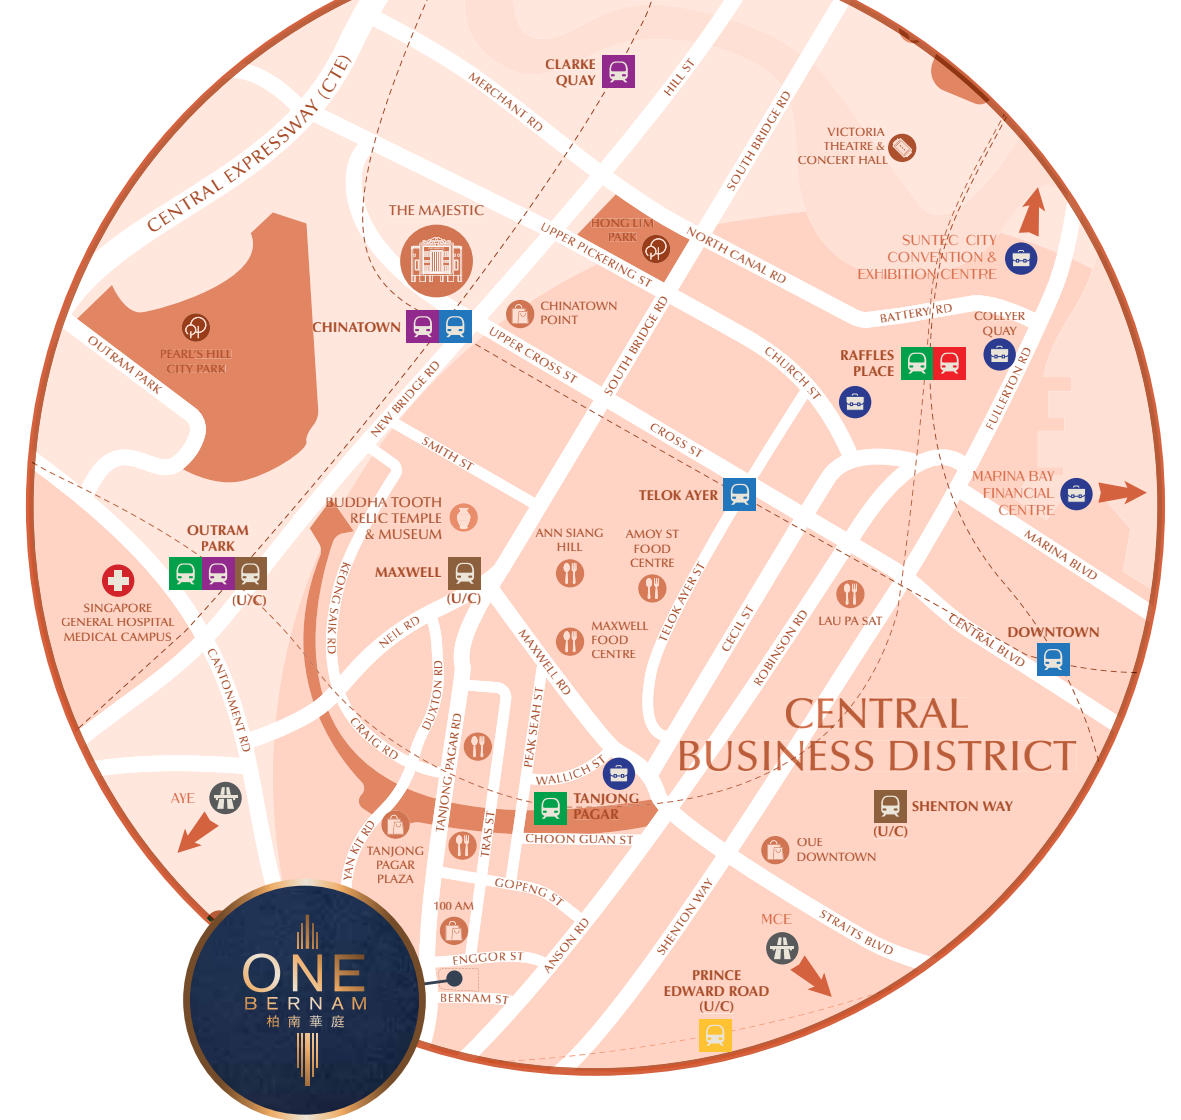 CLARKE
QUAY
HILL ST
MERCHANT RD
CENTRAL EXPRESSWAY (CTE)
SOUTH BRIDGE RD
VICTORIA
THEATRE &
CONCERT HALL
THE MAJESTIC
HONG LIM
PARK
UPPER PICKERING ST
NORTH CANAL RD
SUNTEC CITY
CONVENTION &
EXHIBITION CENTRE
CHINATOWN
CHINATOWN
POINT
BATTERY RD
COLLYER
QUAY
PEARL'S HILL
CITY PARK
OUTRAM PARK
UPPER CROSS ST
SOUTH BRIDGE RD
CHURCH ST
RAFFLES
PLACE
FULLERTON RD
NEW BRIDGE RD
SMITH ST
CROSS ST
BUDDHA TOOTH
RELIC TEMPLE
& MUSEUM
TELOK AYER
MARINA BAY
FINANCIAL
CENTRE
OUTRAM
PARK
(U/C)
MAXWELL
(U/C)
ANN SIANG
HILL
AMOY ST
FOOD
CENTRE
MARINA BLVD
SINGAPORE
GENERAL HOSPITAL
MEDICAL CAMPUS
KEONG SAIK RD
NEIL RD
MAXWELL
FOOD
CENTRE
TELOK AYER ST
CECIL ST
ROBINSON RD
LAU PA SAT
CENTRAL BLVD
DOWNTOWN
CANTONMENT RD
DUXTON RD
MAXWELL RD
CRAIG RD
TANJONG PAGAR RD
PEAK SEAH ST
CENTRAL
BUSINESS DISTRICT
WALLICH ST
AYE
TANJONG
PAGAR
SHENTON WAY
(U/C)
YAN KIT RD
TANJONG
PAGAR
PLAZA
TRAS ST
CHOON GUAN ST
OUE
DOWNTOWN
GOPENG ST
100 AM
SHENTON WAY
MCE
STRAITS BLVD
ENGGOR ST
ANSON RD
BERNAM ST
PRINCE
EDWARD ROAD
(U/C)
ONE
BERNAM
柏南華庭